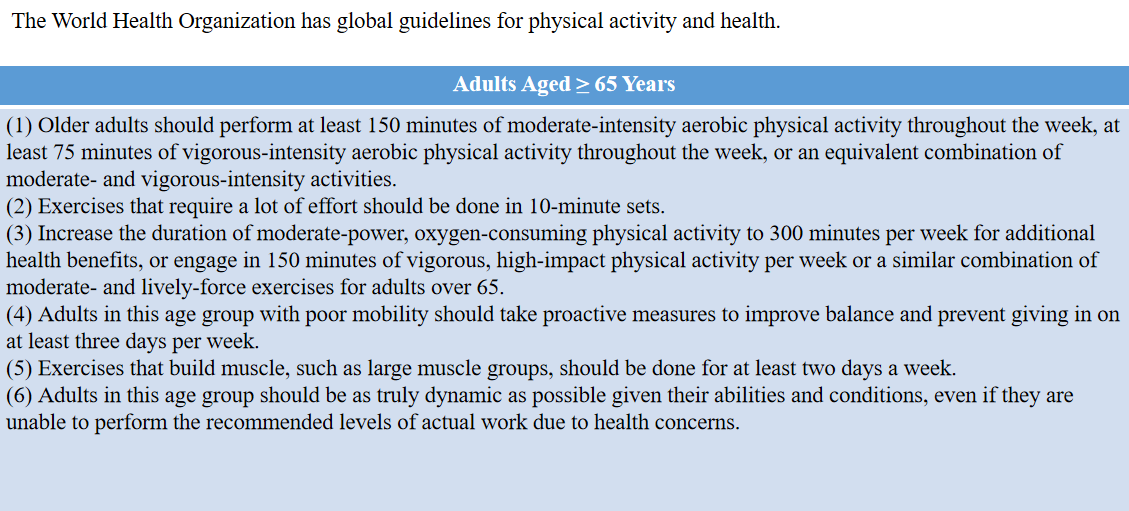 The World Health Organization has global guidelines for physical activity and health.
Adults Aged ≥ 65 Years
(1) Older adults should perform at least 150 minutes of moderate-intensity aerobic physical activity throughout the week, at
least 75 minutes of vigorous-intensity aerobic physical activity throughout the week, or an equivalent combination of
moderate- and vigorous-intensity activities.
(2) Exercises that require a lot of effort should be done in 10-minute sets.
(3) Increase the duration of moderate-power, oxygen-consuming physical activity to 300 minutes per week for additional
health benefits, or engage in 150 minutes of vigorous, high-impact physical activity per week or a similar combination of
moderate- and lively-force exercises for adults over 65.
(4) Adults in this age group with poor mobility should take proactive measures to improve balance and prevent giving in on
at least three days per week.
(5) Exercises that build muscle, such as large muscle groups, should be done for at least two days a week.
(6) Adults in this age group should be as truly dynamic as possible given their abilities and conditions, even if they are
unable to perform the recommended levels of actual work due to health concerns.